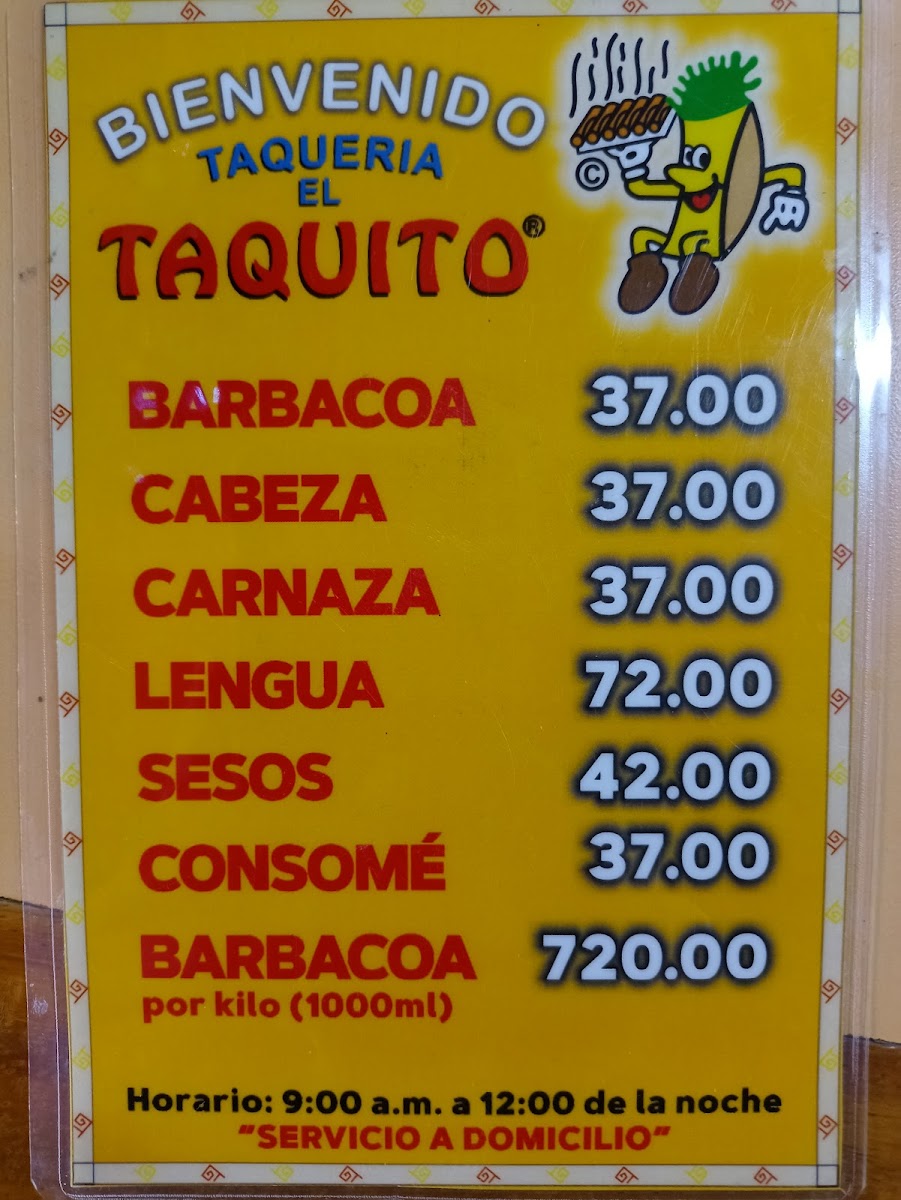 BIENVENIDO
TAQUERIA
EL
TAQUITO®
©
BARBACOA 37.00
CABEZA 37.00
CARNAZA 37.00
LENGUA 72.00
SESOS 42.00
CONSOMÉ 37.00
BARBACOA 720.00
por kilo (1000ml)
Horario: 9:00 a.m. a 12:00 de la noche
"SERVICIO A DOMICILIO"